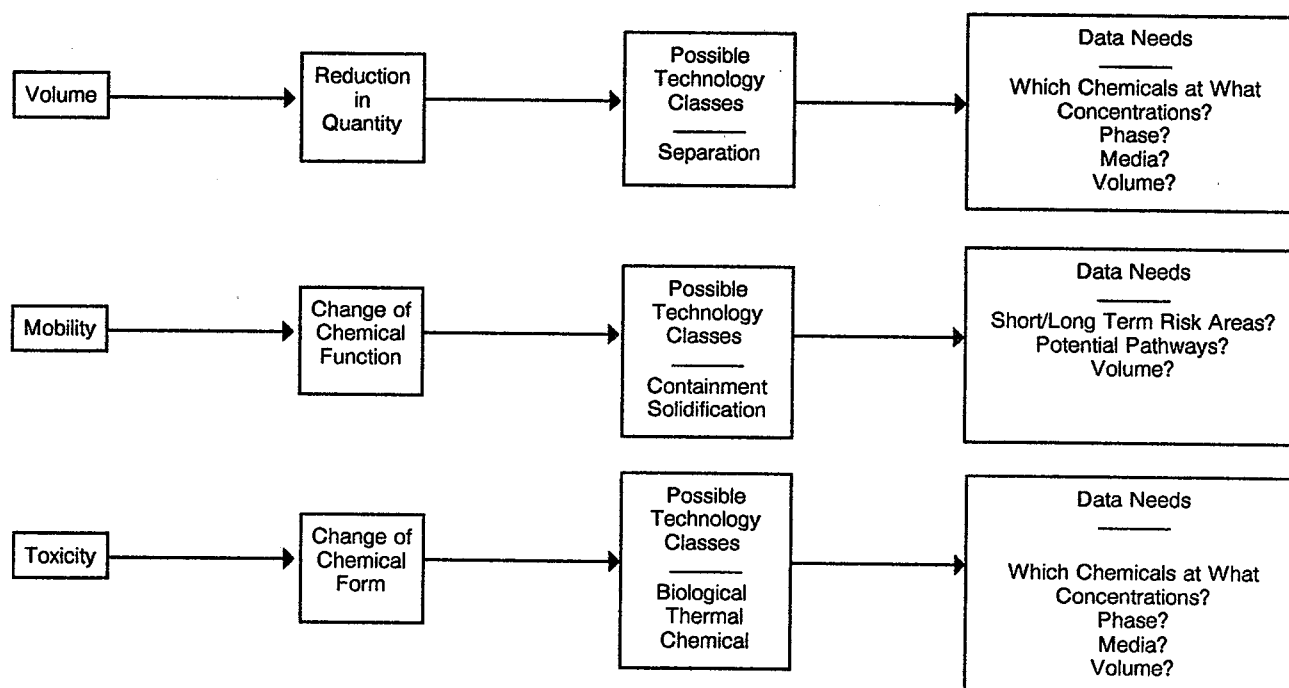 Volume
Reduction
in
Quantity
Possible
Technology
Classes
Separation
Data Needs
Which Chemicals at What
Concentrations?
Phase?
Media?
Volume?
Mobility
Change of
Chemical
Function
Possible
Technology
Classes
Containment
Solidification
Data Needs
Short/Long Term Risk Areas?
Potential Pathways?
Volume?
Toxicity
Change of
Chemical
Form
Possible
Technology
Classes
Biological
Thermal
Chemical
Data Needs
Which Chemicals at What
Concentrations?
Phase?
Media?
Volume?